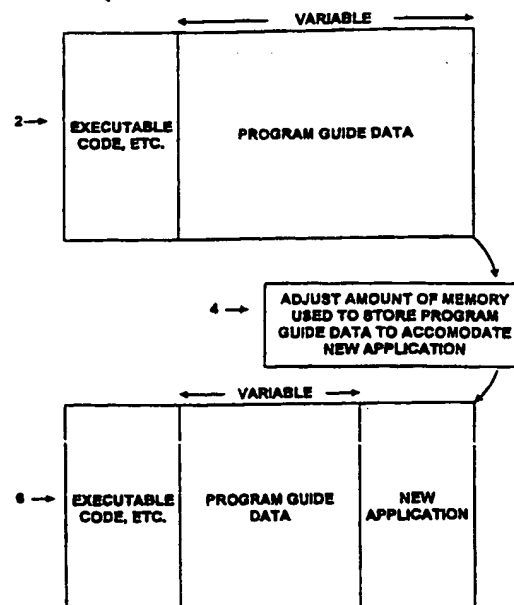 VARIABLE
2
EXECUTABLE
CODE, ETC.
PROGRAM GUIDE DATA
4
ADJUST AMOUNT OF MEMORY
USED TO STORE PROGRAM
GUIDE DATA TO ACCOMODATE
NEW APPLICATION
VARIABLE
6
EXECUTABLE
CODE, ETC.
PROGRAM GUIDE
DATA
NEW
APPLICATION